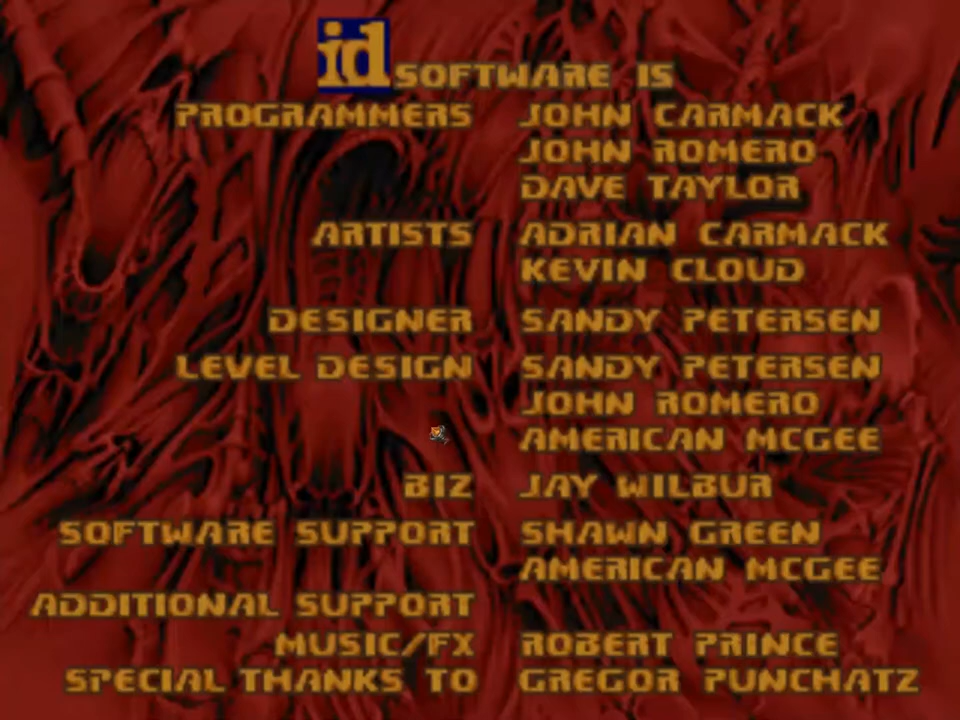 id SOFTWARE IS
PROGRAMMERS JOHN CARMACK
JOHN ROMERO
DAVE TAYLOR
ARTISTS ADRIAN CARMACK
KEVIN CLOUD
DESIGNER SANDY PETERSEN
LEVEL DESIGN SANDY PETERSEN
JOHN ROMERO
AMERICAN MCGEE
BIZ JAY WILBUR
SOFTWARE SUPPORT SHAWN GREEN
AMERICAN MCGEE
ADDITIONAL SUPPORT
MUSIC/FX ROBERT PRINCE
SPECIAL THANKS TO GREGOR PUNCHATZ